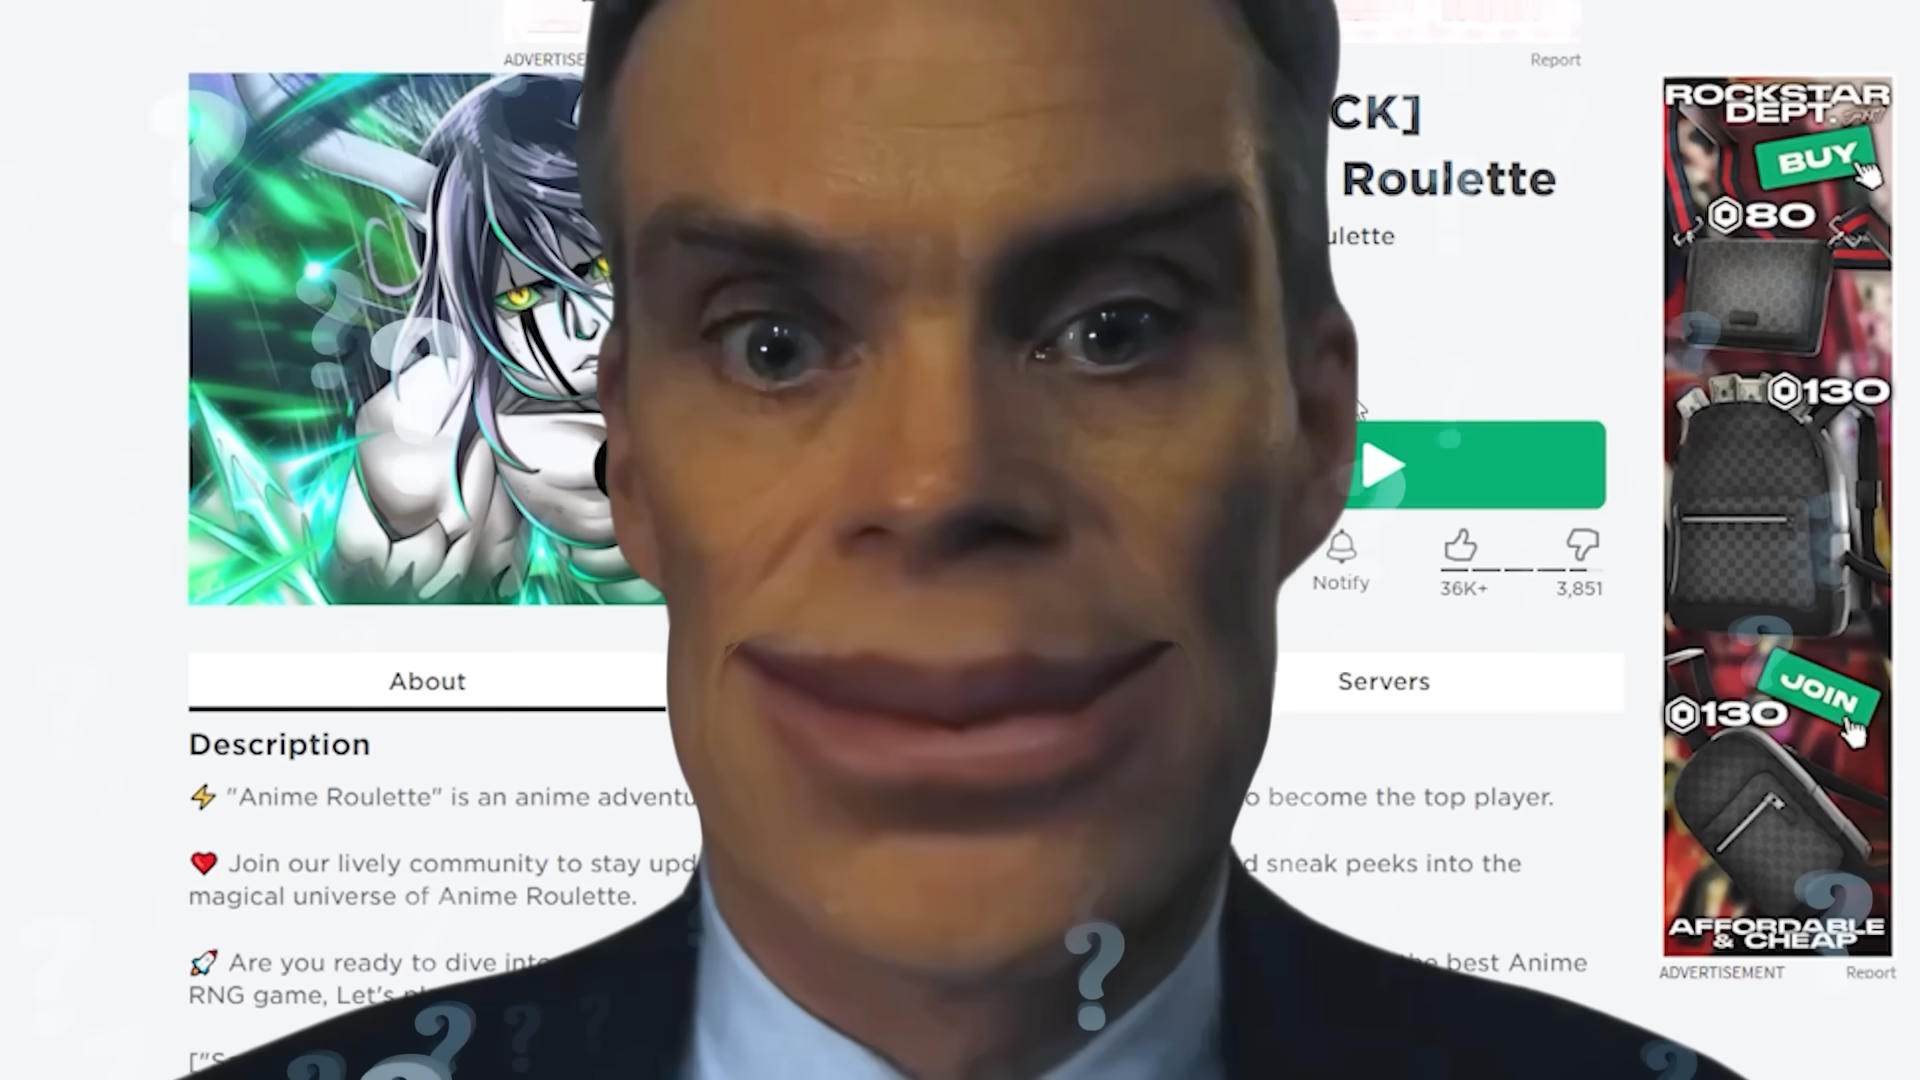 ADVERTISE
Report
CK]
Roulette
ulette
Notify
36K+
3,851
About
Servers
Description
⚡ "Anime Roulette" is an anime adventu
o become the top player.
❤️ Join our lively community to stay upd
d sneak peeks into the
magical universe of Anime Roulette.
🚀 Are you ready to dive into
he best Anime
RNG game, Let's pl
["S
ROCKSTAR
DEPT.
BUY
80
130
JOIN
130
AFFORDABLE
& CHEAP
ADVERTISEMENT
Report
?
?
?
?
?
?